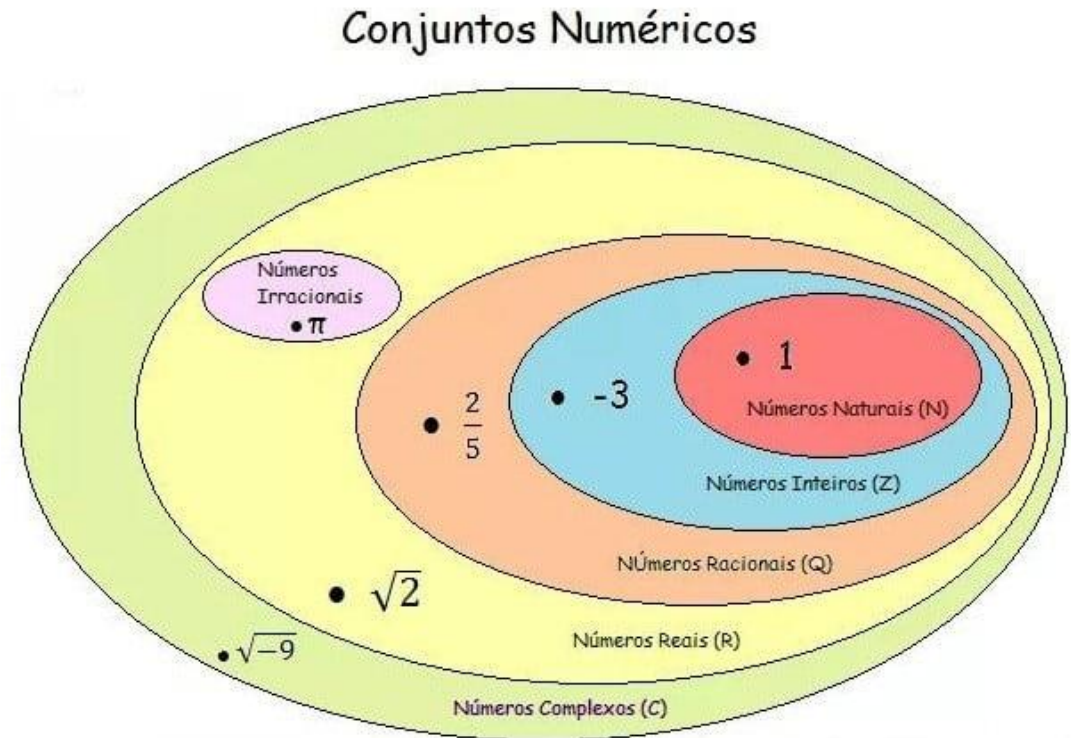 Conjuntos Numéricos
Números
Irracionais
• π
• 1
• -3
• 2/5
Números Naturais (N)
Números Inteiros (Z)
NÚmeros Racionais (Q)
• √2
Números Reais (R)
• √-9
Números Complexos (C)